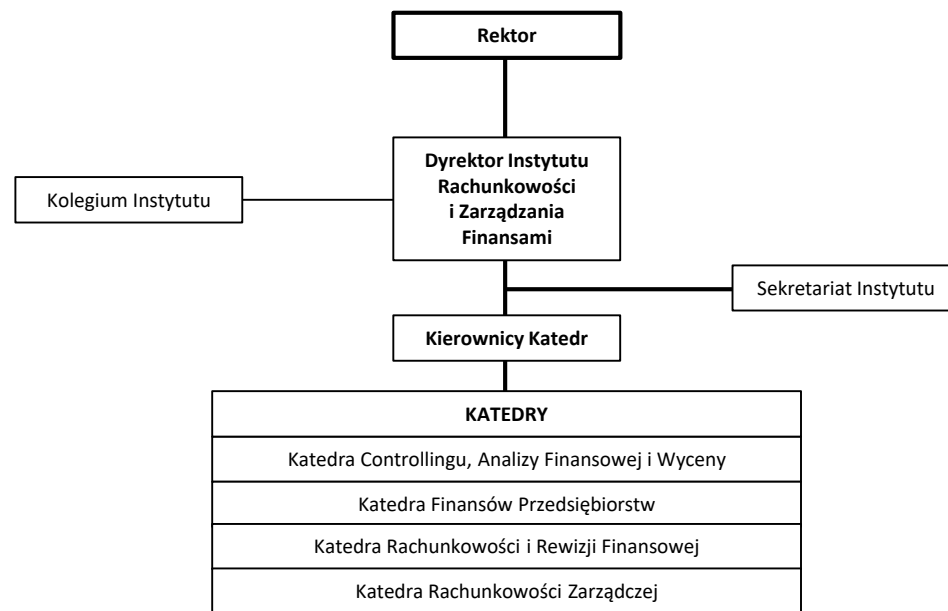 Rektor
Dyrektor Instytutu
Rachunkowości
i Zarządzania
Finansami
Kolegium Instytutu
Sekretariat Instytutu
Kierownicy Katedr
KATEDRY
Katedra Controllingu, Analizy Finansowej i Wyceny
Katedra Finansów Przedsiębiorstw
Katedra Rachunkowości i Rewizji Finansowej
Katedra Rachunkowości Zarządczej